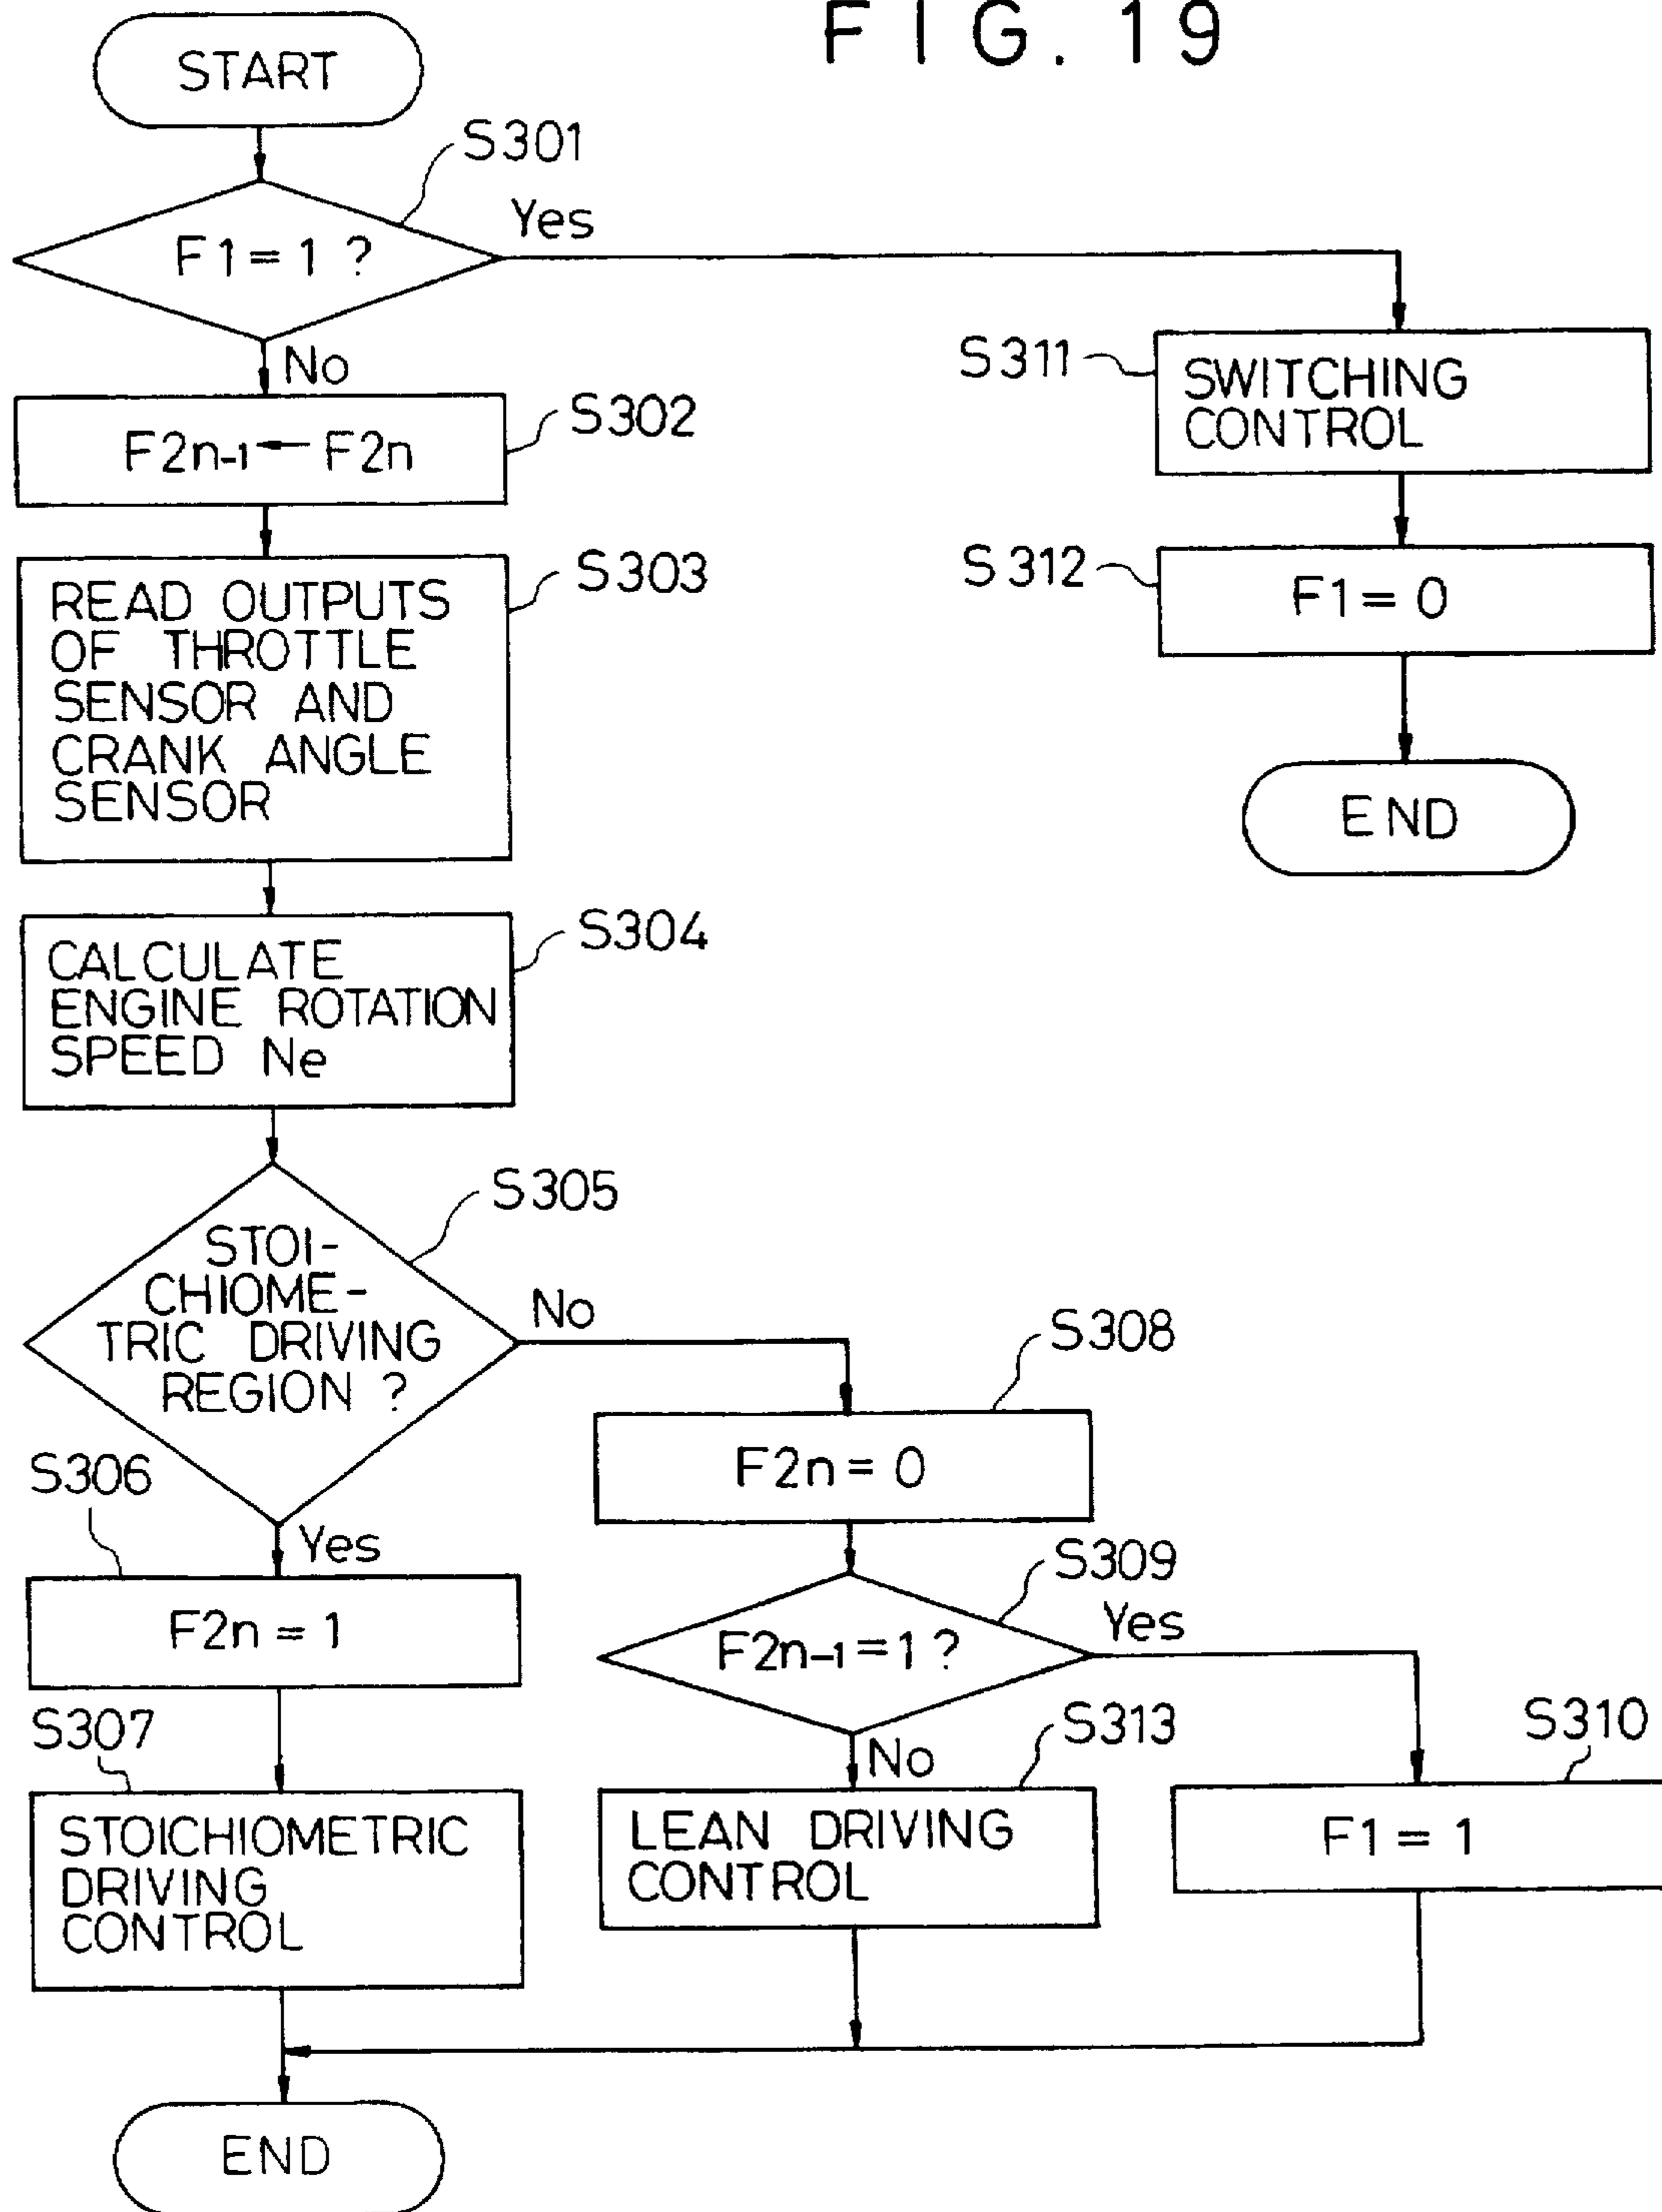 FIG. 19
START
S301
F1=1 ?
Yes
No
S302
F2n-1 ← F2n
S303
READ OUTPUTS
OF THROTTLE
SENSOR AND
CRANK ANGLE
SENSOR
S304
CALCULATE
ENGINE ROTATION
SPEED Ne
S305
STOI-
CHIOME-
TRIC DRIVING
REGION ?
No
Yes
S306
F2n = 1
S307
STOICHIOMETRIC
DRIVING
CONTROL
END
S308
F2n = 0
S309
F2n-1=1 ?
Yes
No
S313
LEAN DRIVING
CONTROL
S310
F1 = 1
S311
SWITCHING
CONTROL
S312
F1= 0
END